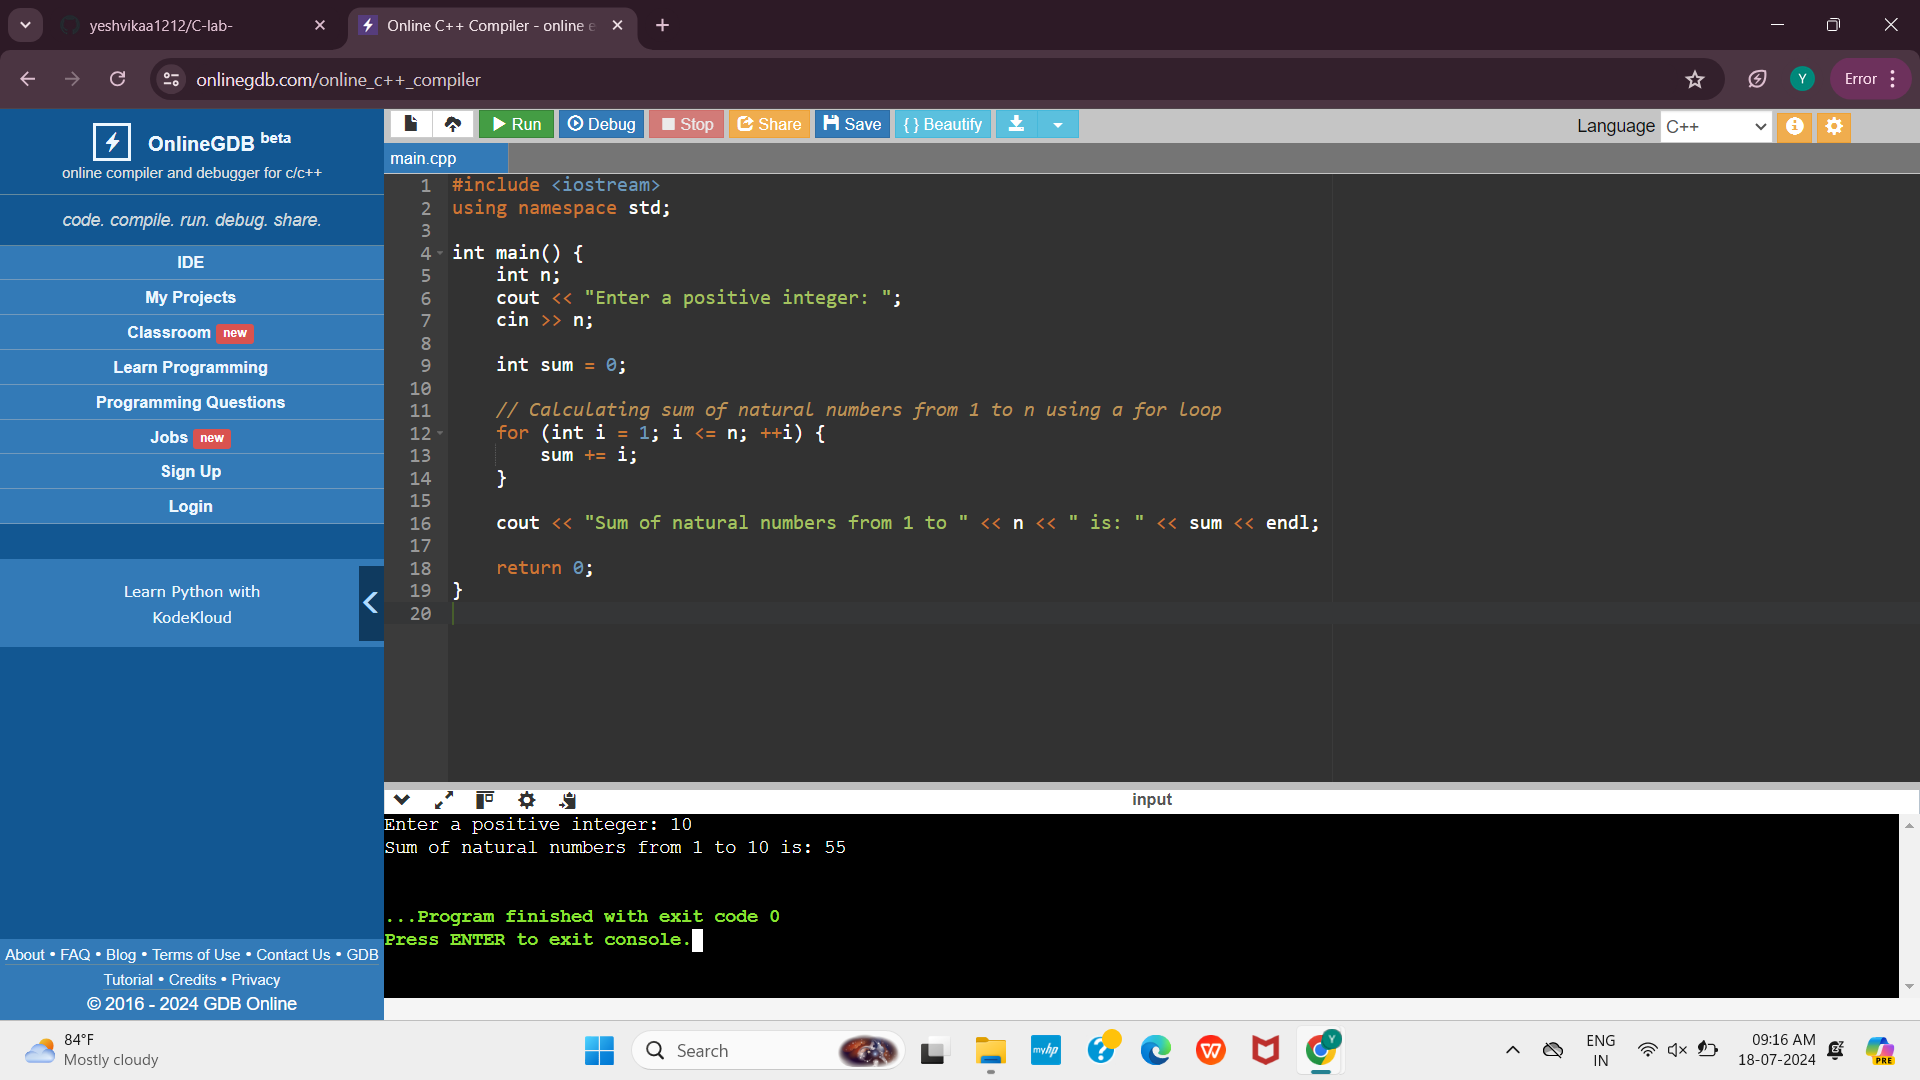 yeshvikaa1212/C-lab-
Online C++ Compiler - online e
onlinegdb.com/online_c++_compiler
Y
Error
OnlineGDB beta
online compiler and debugger for c/c++
code. compile. run. debug. share.
IDE
My Projects
Classroom new
Learn Programming
Programming Questions
Jobs new
Sign Up
Login
Learn Python with
KodeKloud
About • FAQ • Blog • Terms of Use • Contact Us • GDB
Tutorial • Credits • Privacy
© 2016 - 2024 GDB Online
Run Debug Stop Share Save { } Beautify
Language C++
main.cpp
1 #include <iostream>
2 using namespace std;
3
4 int main() {
5 int n;
6 cout << "Enter a positive integer: ";
7 cin >> n;
8
9 int sum = 0;
10
11 // Calculating sum of natural numbers from 1 to n using a for loop
12 for (int i = 1; i <= n; ++i) {
13 sum += i;
14 }
15
16 cout << "Sum of natural numbers from 1 to " << n << " is: " << sum << endl;
17
18 return 0;
19 }
20
input
Enter a positive integer: 10
Sum of natural numbers from 1 to 10 is: 55
...Program finished with exit code 0
Press ENTER to exit console.
84°F
Mostly cloudy
Search
myhp
Y
ENG
IN
09:16 AM
18-07-2024
PRE